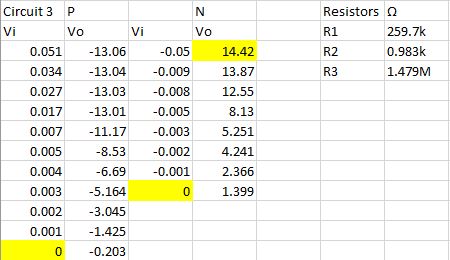 Circuit 3 P N Resistors Ω
Vi Vo Vi Vo R1 259.7k
0.051 -13.06 -0.05 14.42 R2 0.983k
0.034 -13.04 -0.009 13.87 R3 1.479M
0.027 -13.03 -0.008 12.55
0.017 -13.01 -0.005 8.13
0.007 -11.17 -0.003 5.251
0.005 -8.53 -0.002 4.241
0.004 -6.69 -0.001 2.366
0.003 -5.164 0 1.399
0.002 -3.045
0.001 -1.425
0 -0.203